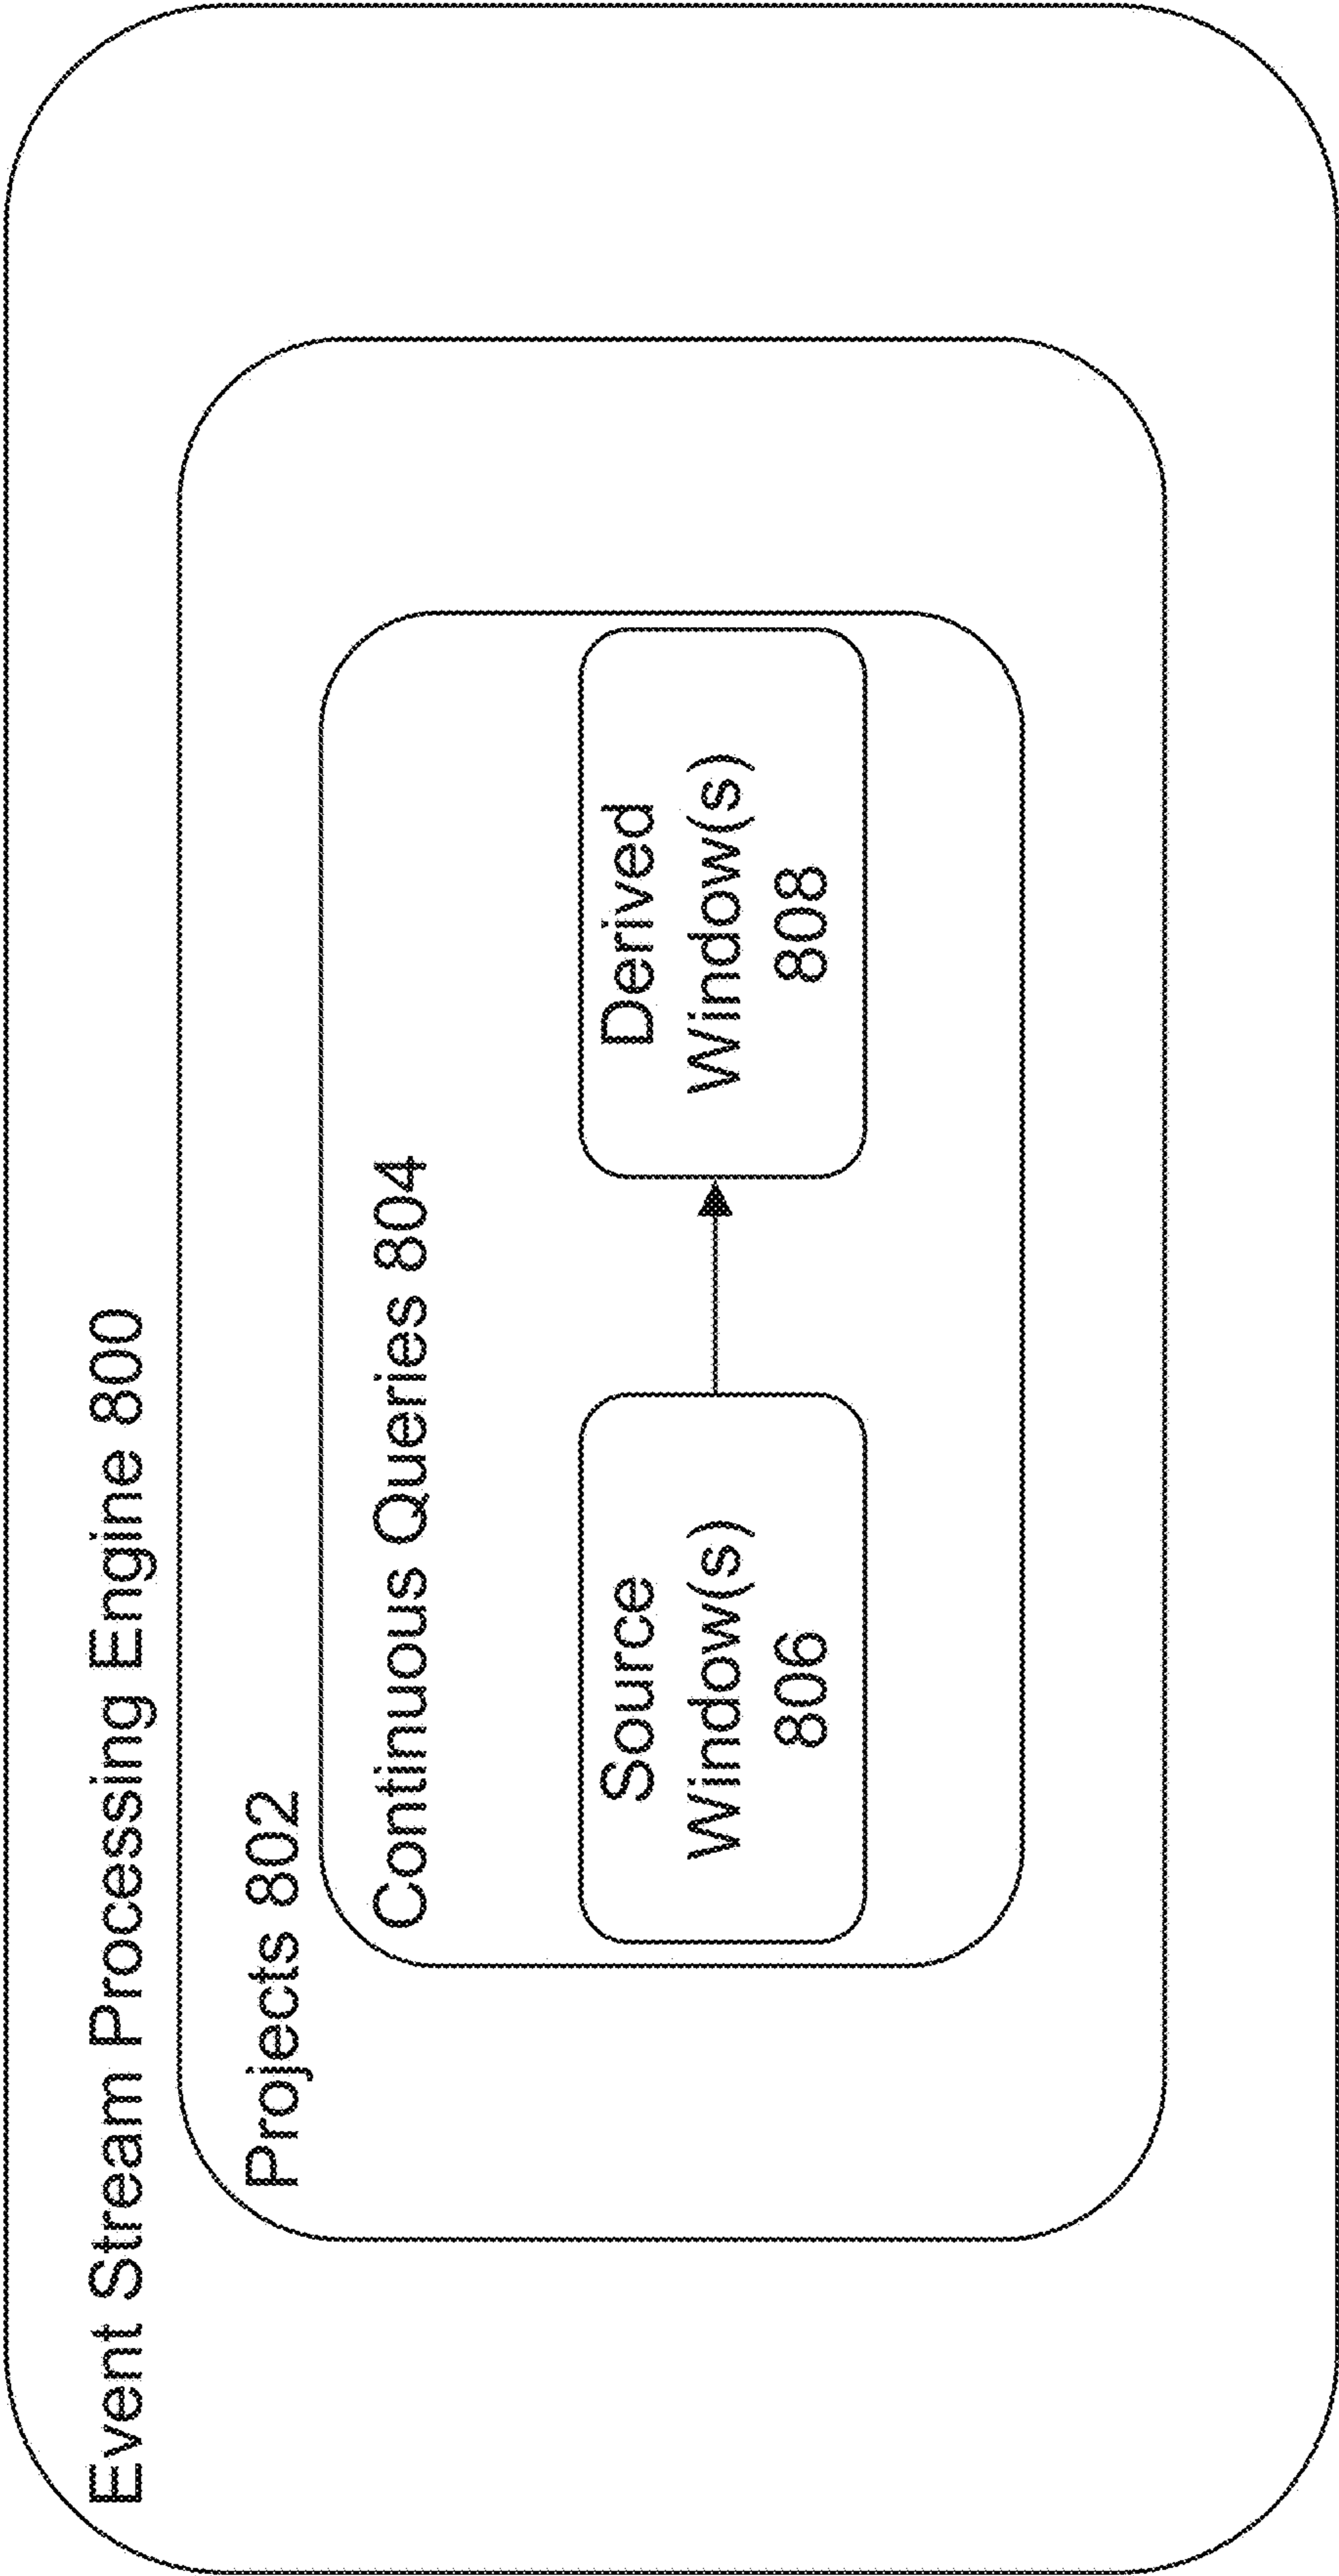 Event Stream Processing Engine 800
Projects 802
Continuous Queries 804
Source
Window(s)
806
Derived
Window(s)
808